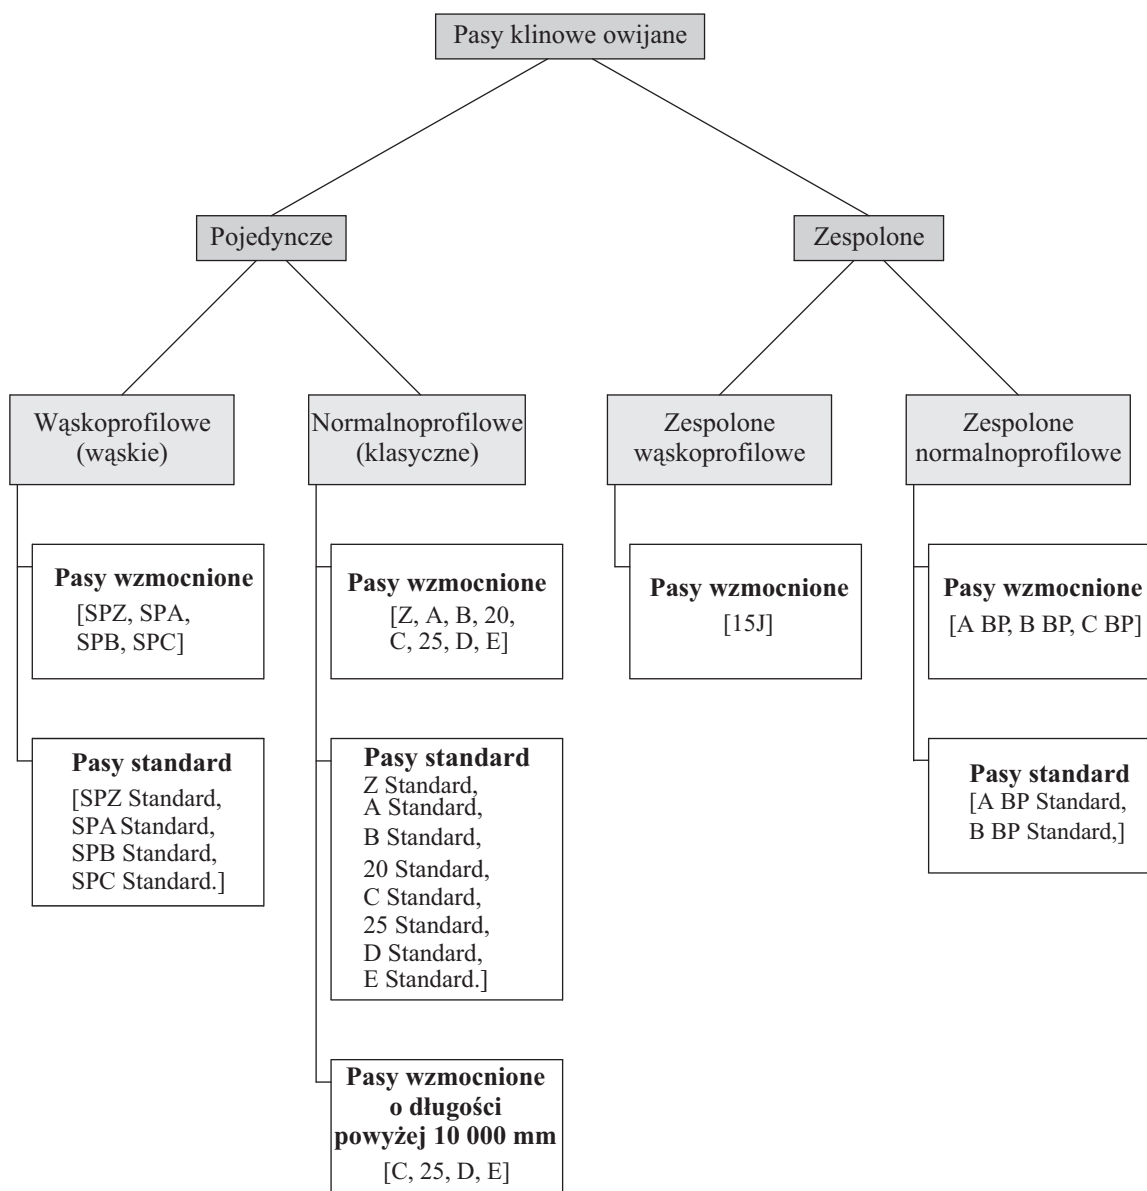 Pasy klinowe owijane
Pojedyncze
Zespolone
Wąskoprofilowe
(wąskie)
Normalnoprofilowe
(klasyczne)
Zespolone
wąskoprofilowe
Zespolone
normalnoprofilowe
Pasy wzmocnione
[SPZ, SPA,
SPB, SPC]
Pasy wzmocnione
[Z, A, B, 20,
C, 25, D, E]
Pasy wzmocnione
[15J]
Pasy wzmocnione
[A BP, B BP, C BP]
Pasy standard
[SPZ Standard,
SPA Standard,
SPB Standard,
SPC Standard.]
Pasy standard
Z Standard,
A Standard,
B Standard,
20 Standard,
C Standard,
25 Standard,
D Standard,
E Standard.]
Pasy standard
[A BP Standard,
B BP Standard,]
Pasy wzmocnione
o długości
powyżej 10 000 mm
[C, 25, D, E]